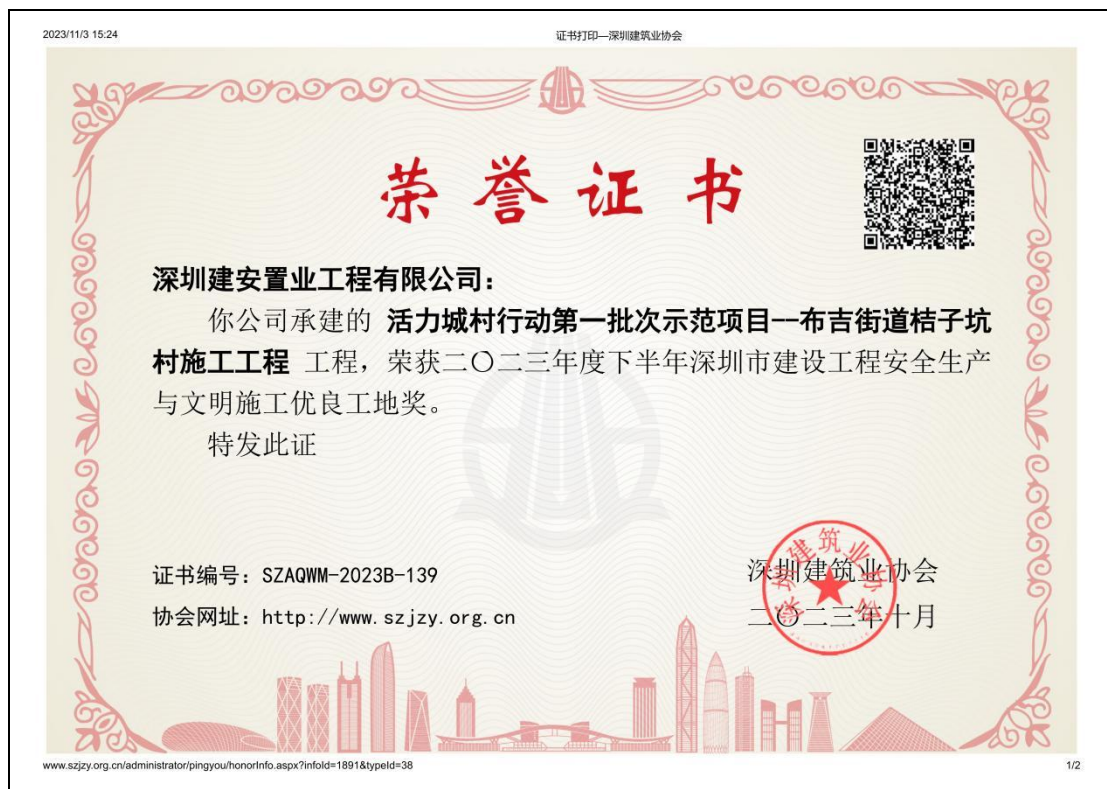 2023/11/3 15:24
证书打印—深圳建筑业协会
荣誉证书
深圳建安置业工程有限公司：
你公司承建的 活力城村行动第一批次示范项目--布吉街道桔子坑
村施工工程 工程，荣获二〇二三年度下半年深圳市建设工程安全生产
与文明施工优良工地奖。
特发此证
证书编号：SZAQWM-2023B-139
深圳建筑业协会
协会网址：http://www.szjzy.org.cn
二〇二三年十月
深圳建筑业协会
www.szjzy.org.cn/administrator/pingyou/honorInfo.aspx?infoId=1891&typeId=38
1/2